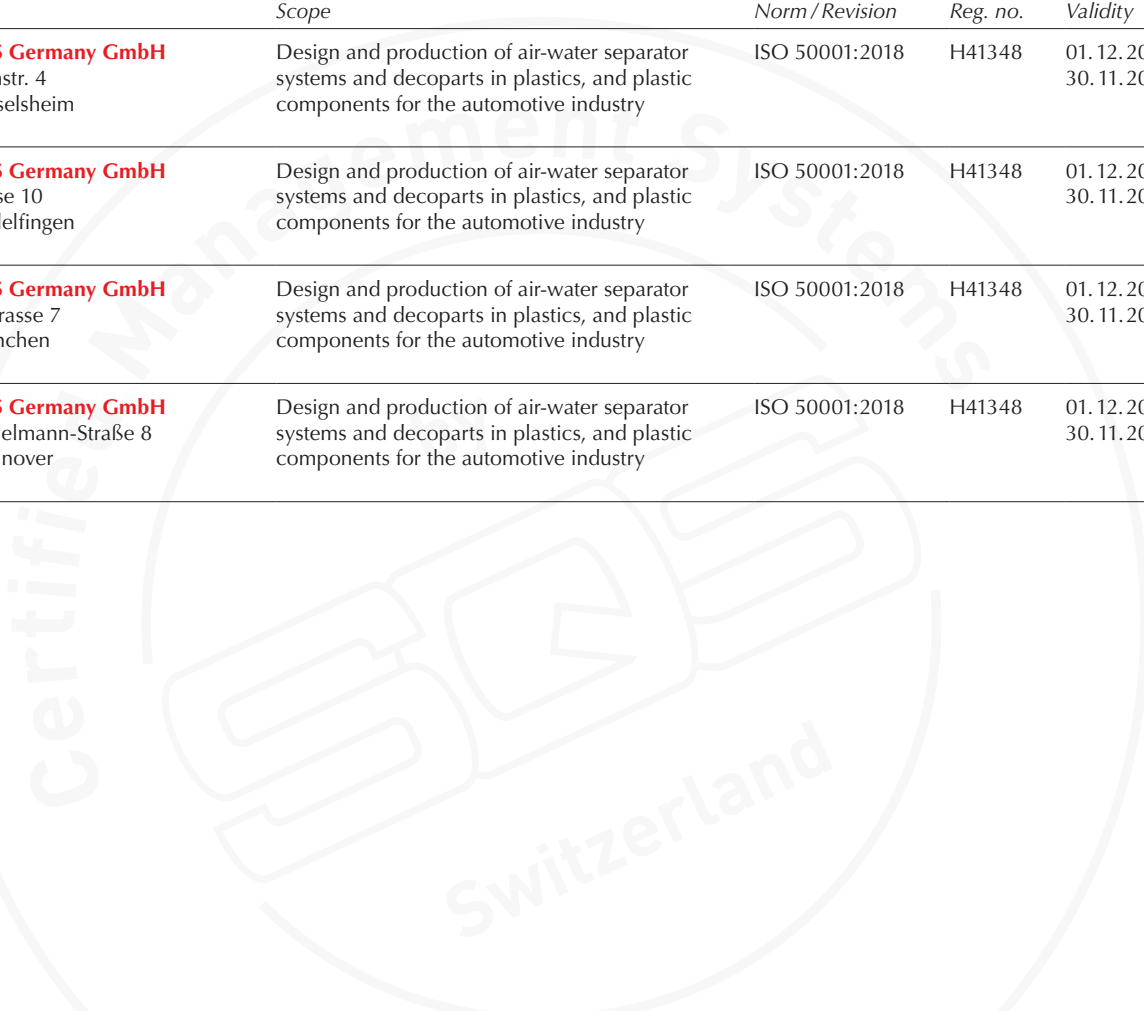 Scope Norm / Revision Reg. no. Validity
S Germany GmbH Design and production of air-water separator ISO 50001:2018 H41348 01. 12. 20
str. 4 systems and decoparts in plastics, and plastic 30. 11. 20
selsheim components for the automotive industry
S Germany GmbH Design and production of air-water separator ISO 50001:2018 H41348 01. 12. 20
se 10 systems and decoparts in plastics, and plastic 30. 11. 20
elfingen components for the automotive industry
S Germany GmbH Design and production of air-water separator ISO 50001:2018 H41348 01. 12. 20
rasse 7 systems and decoparts in plastics, and plastic 30. 11. 20
nchen components for the automotive industry
S Germany GmbH Design and production of air-water separator ISO 50001:2018 H41348 01. 12. 20
elmann-Straße 8 systems and decoparts in plastics, and plastic 30. 11. 20
nover components for the automotive industry
Certified Management Systems
by
SQS
Switzerland